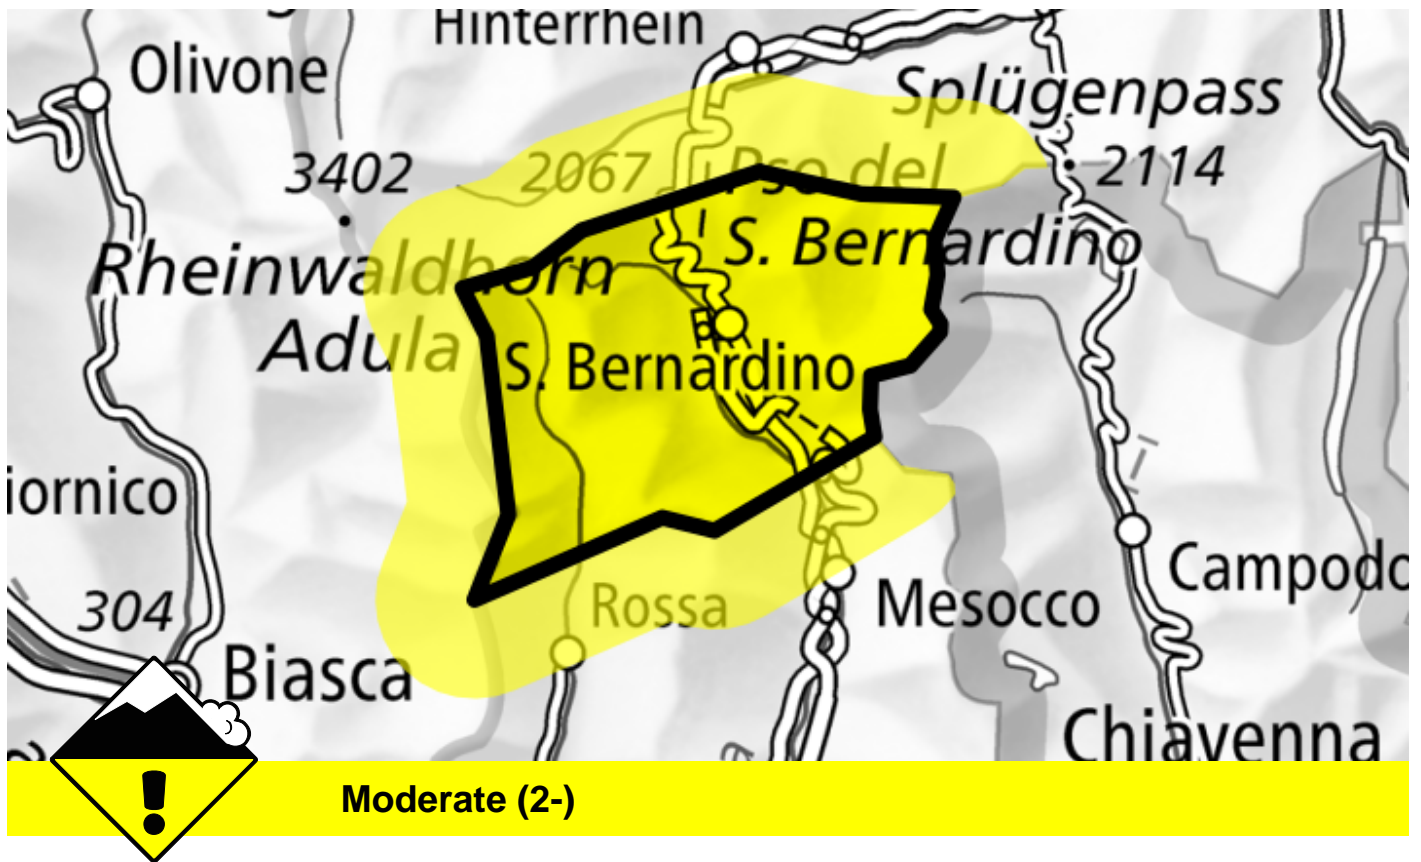 Hinterrhein
Olivone
Splügenpass
3402
2067
Pso del
2114
S. Bernardino
Rheinwaldhorn
Adula
S. Bernardino
iornico
Campodo
304
Rossa
Mesocco
Biasca
Chiavenna
Moderate (2-)